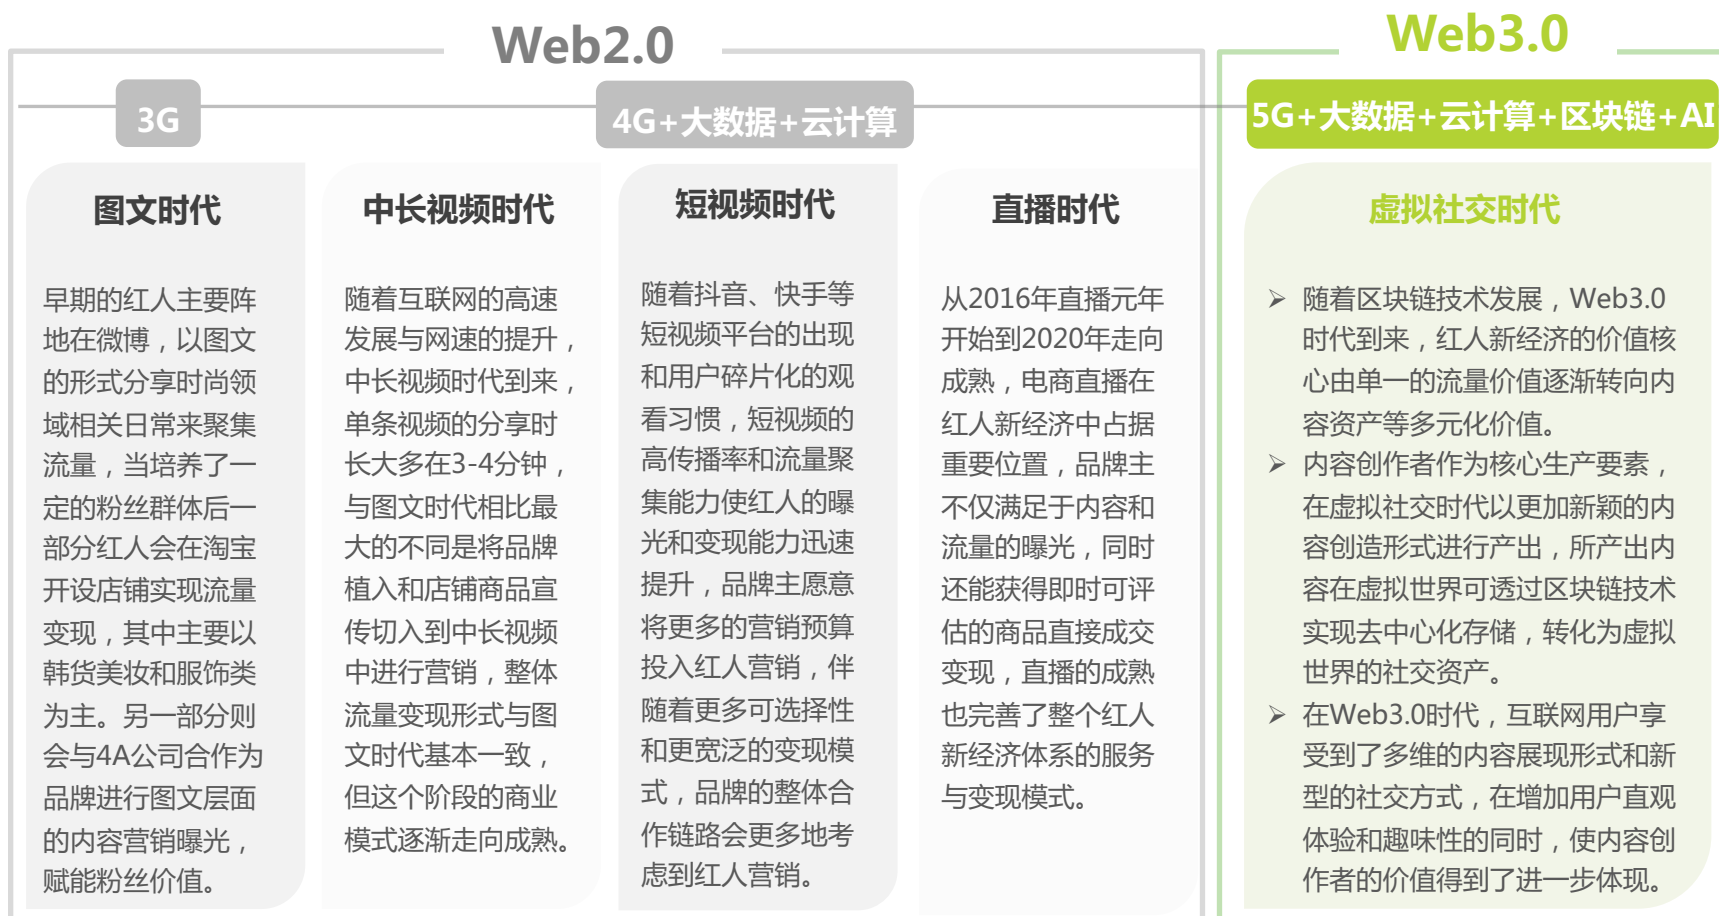 Web2.0
Web3.0
3G
4G+大数据+云计算
5G+大数据+云计算+区块链+AI
图文时代
早期的红人主要阵
地在微博，以图文
的形式分享时尚领
域相关日常来聚集
流量，当培养了一
定的粉丝群体后一
部分红人会在淘宝
开设店铺实现流量
变现，其中主要以
韩货美妆和服饰类
为主。另一部分则
会与4A公司合作为
品牌进行图文层面
的内容营销曝光，
赋能粉丝价值。
中长视频时代
随着互联网的高速
发展与网速的提升，
中长视频时代到来，
单条视频的分享时
长大多在3-4分钟，
与图文时代相比最
大的不同是将品牌
植入和店铺商品宣
传切入到中长视频
中进行营销，整体
流量变现形式与图
文时代基本一致，
但这个阶段的商业
模式逐渐走向成熟。
短视频时代
随着抖音、快手等
短视频平台的出现
和用户碎片化的观
看习惯，短视频的
高传播率和流量聚
集能力使红人的曝
光和变现能力迅速
提升，品牌主愿意
将更多的营销预算
投入红人营销，伴
随着更多可选择性
和更宽泛的变现模
式，品牌的整体合
作链路会更多地考
虑到红人营销。
直播时代
从2016年直播元年
开始到2020年走向
成熟，电商直播在
红人新经济中占据
重要位置，品牌主
不仅满足于内容和
流量的曝光，同时
还能获得即时可评
估的商品直接成交
变现，直播的成熟
也完善了整个红人
新经济体系的服务
与变现模式。
虚拟社交时代
➢ 随着区块链技术发展，Web3.0
时代到来，红人新经济的价值核
心由单一的流量价值逐渐转向内
容资产等多元化价值。
➢ 内容创作者作为核心生产要素，
在虚拟社交时代以更加新颖的内
容创造形式进行产出，所产出内
容在虚拟世界可透过区块链技术
实现去中心化存储，转化为虚拟
世界的社交资产。
➢ 在Web3.0时代，互联网用户享
受到了多维的内容展现形式和新
型的社交方式，在增加用户直观
体验和趣味性的同时，使内容创
作者的价值得到了进一步体现。